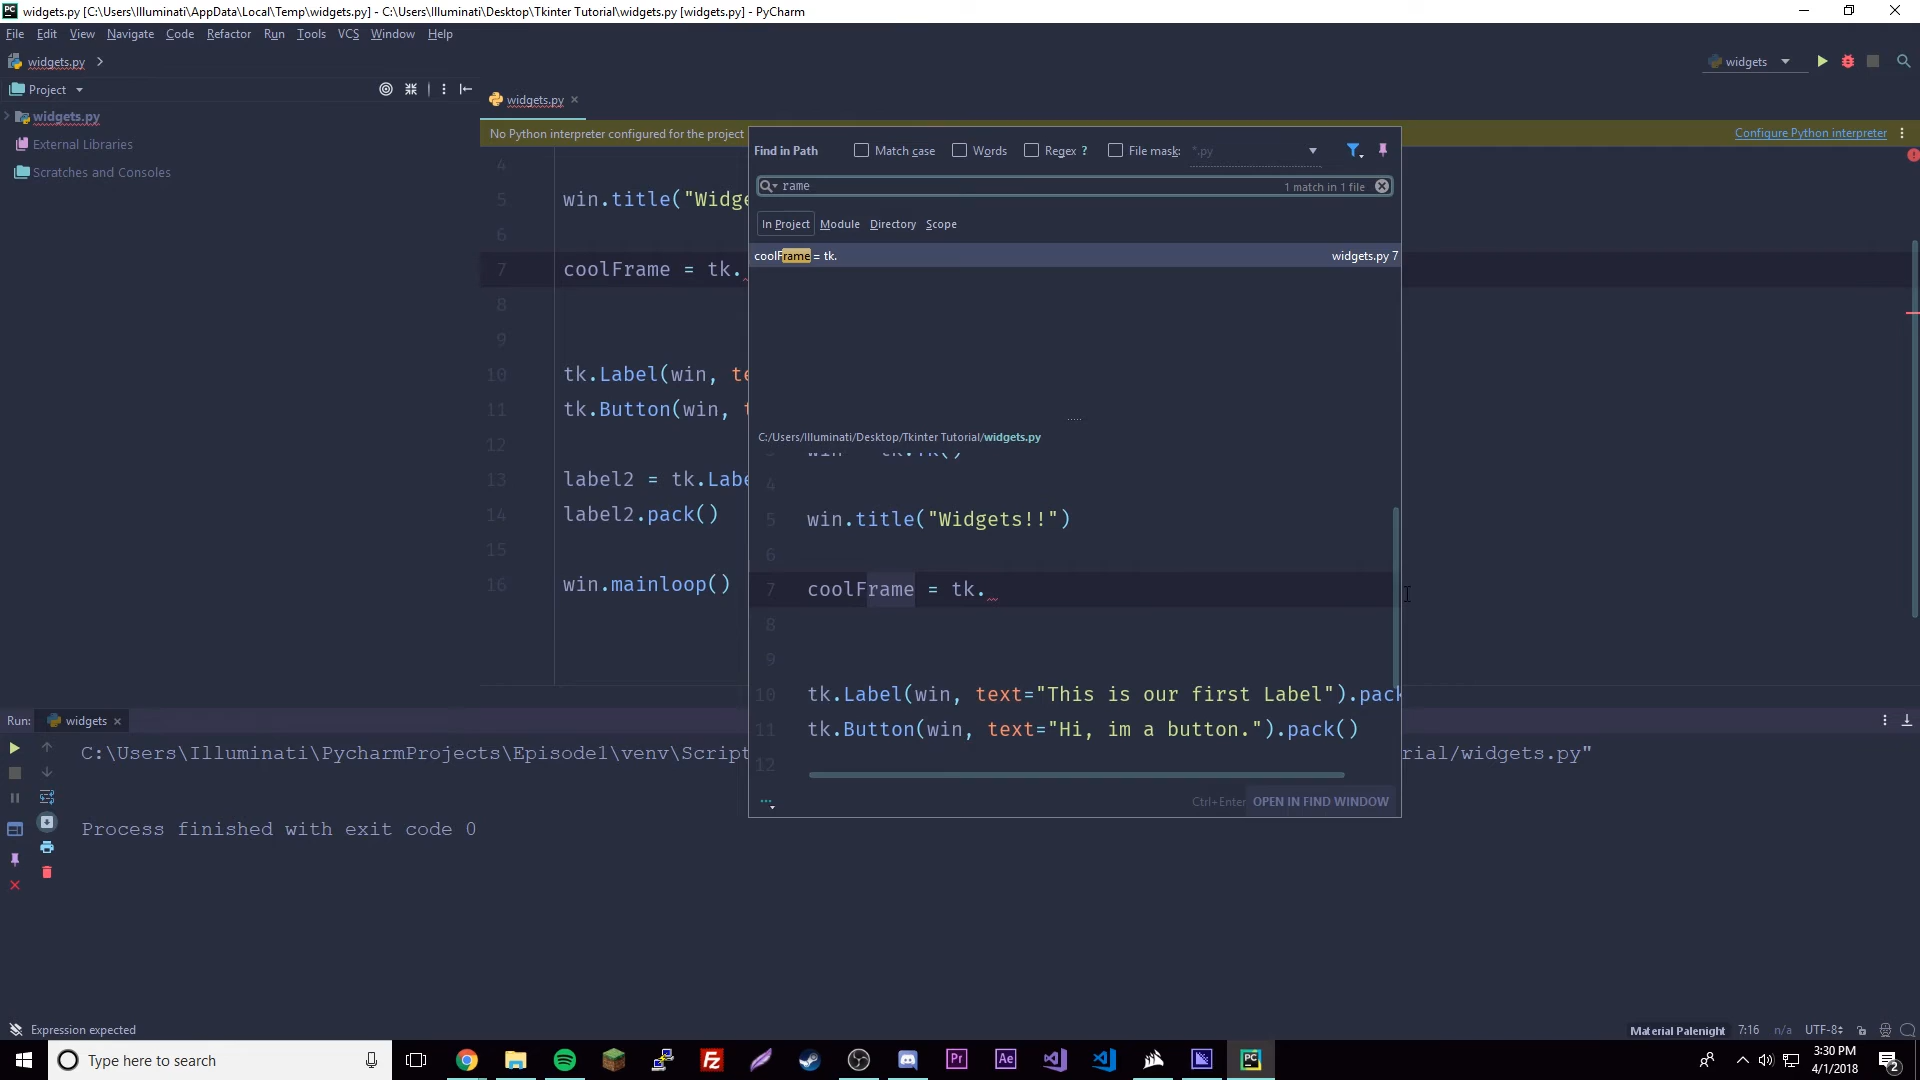 widgets.py [C:\Users\Illuminati\AppData\Local\Temp\widgets.py] - C:\Users\Illuminati\Desktop\Tkinter Tutorial\widgets.py [widgets.py] - PyCharm
File Edit View Navigate Code Refactor Run Tools VCS Window Help
widgets.py
widgets
Project
widgets.py
widgets.py
External Libraries
Scratches and Consoles
No Python interpreter configured for the project
Configure Python interpreter
4
5 win.title("Widge
6
7 coolFrame = tk.
8
9
10 tk.Label(win, te
11 tk.Button(win, t
12
13 label2 = tk.Labe
14 label2.pack()
15
16 win.mainloop()
Find in Path Match case Words Regex ? File mask: *.py
rame 1 match in 1 file
In Project Module Directory Scope
coolFrame = tk. widgets.py 7
C:/Users/Illuminati/Desktop/Tkinter Tutorial/widgets.py
4
5 win.title("Widgets!!")
6
7 coolFrame = tk.
8
9
10 tk.Label(win, text="This is our first Label").pack
11 tk.Button(win, text="Hi, im a button.").pack()
12
Ctrl+Enter OPEN IN FIND WINDOW
Run: widgets
C:\Users\Illuminati\PycharmProjects\Episode1\venv\Script
rial/widgets.py"
Process finished with exit code 0
Expression expected
Material Palenight 7:16 n/a UTF-8
Type here to search
Pr Ae PC
3:30 PM
4/1/2018
2